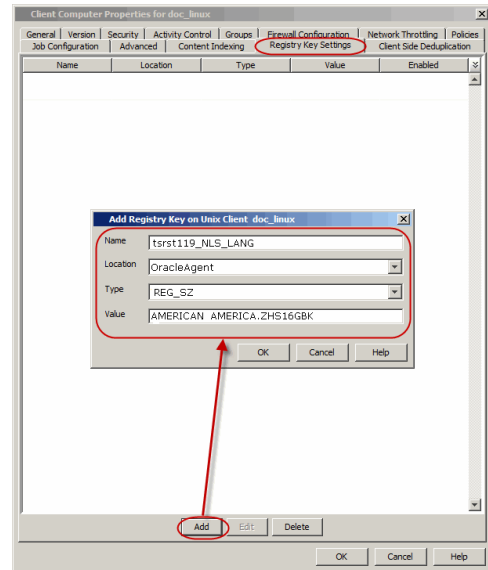 Client Computer Properties for doc_linux
General Version Security Activity Control Groups Firewall Configuration Network Throttling Policies
Job Configuration Advanced Content Indexing Registry Key Settings Client Side Deduplication
Name Location Type Value Enabled
Add Registry Key on Unix Client doc_linux
Name tsrst119_NLS_LANG
Location OracleAgent
Type REG_SZ
Value AMERICAN AMERICA.ZHS16GBK
OK Cancel Help
Add Edit Delete
OK Cancel Help